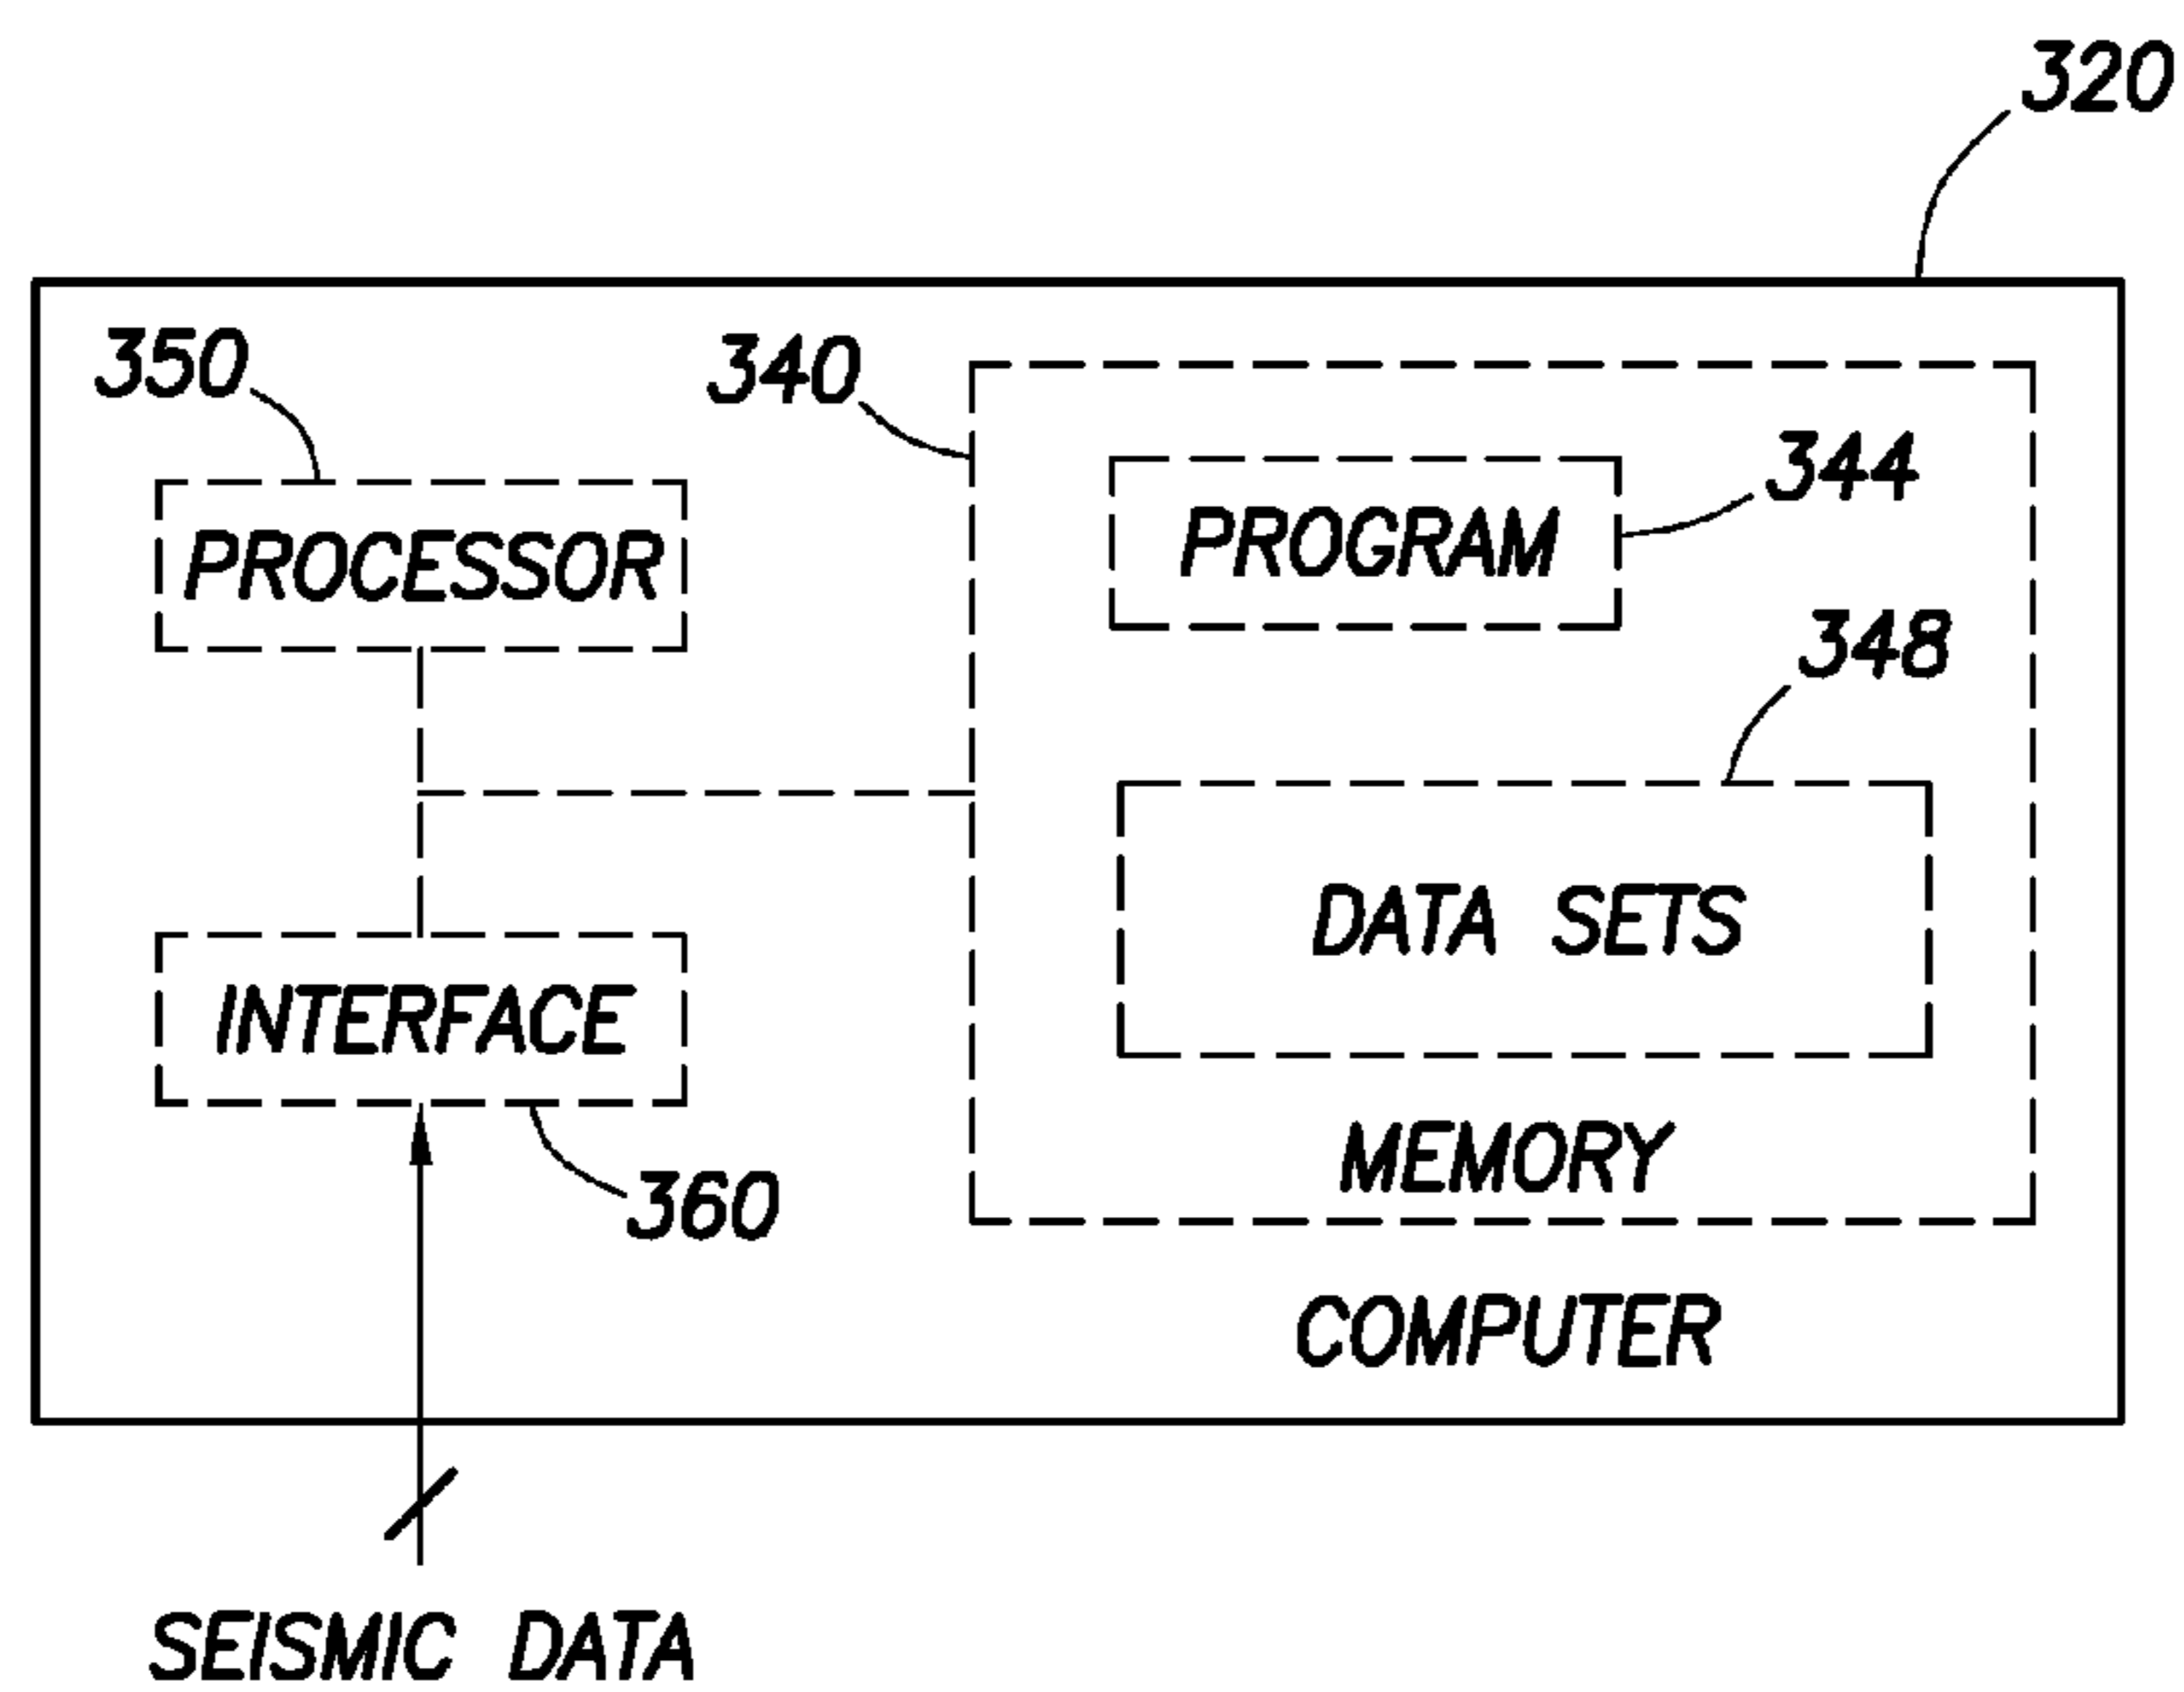 320
350
340
344
PROCESSOR
PROGRAM
348
DATA SETS
INTERFACE
MEMORY
360
COMPUTER
SEISMIC DATA